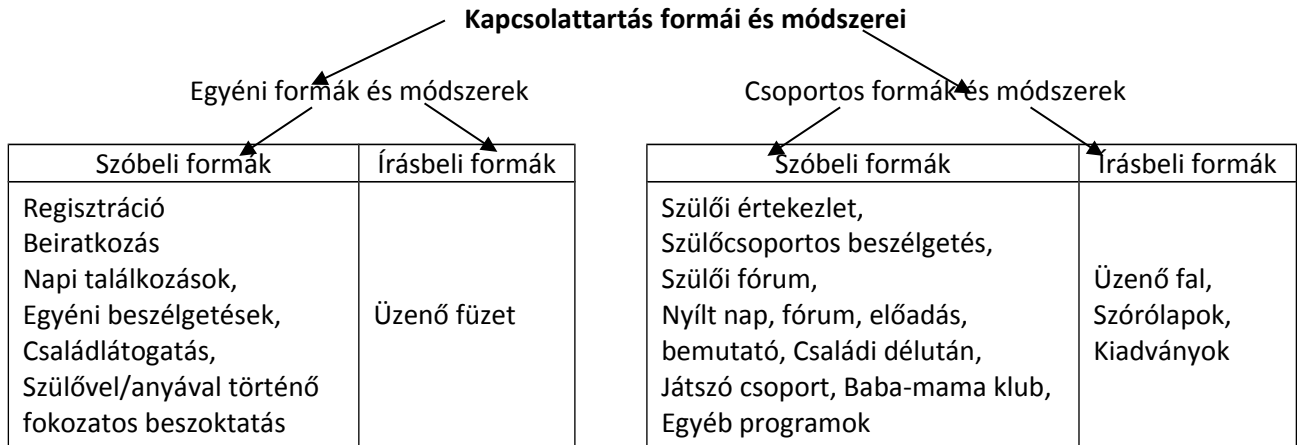 Kapcsolattartás formái és módszerei
Egyéni formák és módszerek
Csoportos formák és módszerek
Szóbeli formák
Írásbeli formák
Regisztráció
Beiratkozás
Napi találkozások,
Egyéni beszélgetések,
Családlátogatás,
Szülővel/anyával történő
fokozatos beszoktatás
Üzenő füzet
Szóbeli formák
Írásbeli formák
Szülői értekezlet,
Szülőcsoportos beszélgetés,
Szülői fórum,
Nyílt nap, fórum, előadás,
bemutató, Családi délután,
Játszó csoport, Baba-mama klub,
Egyéb programok
Üzenő fal,
Szórólapok,
Kiadványok